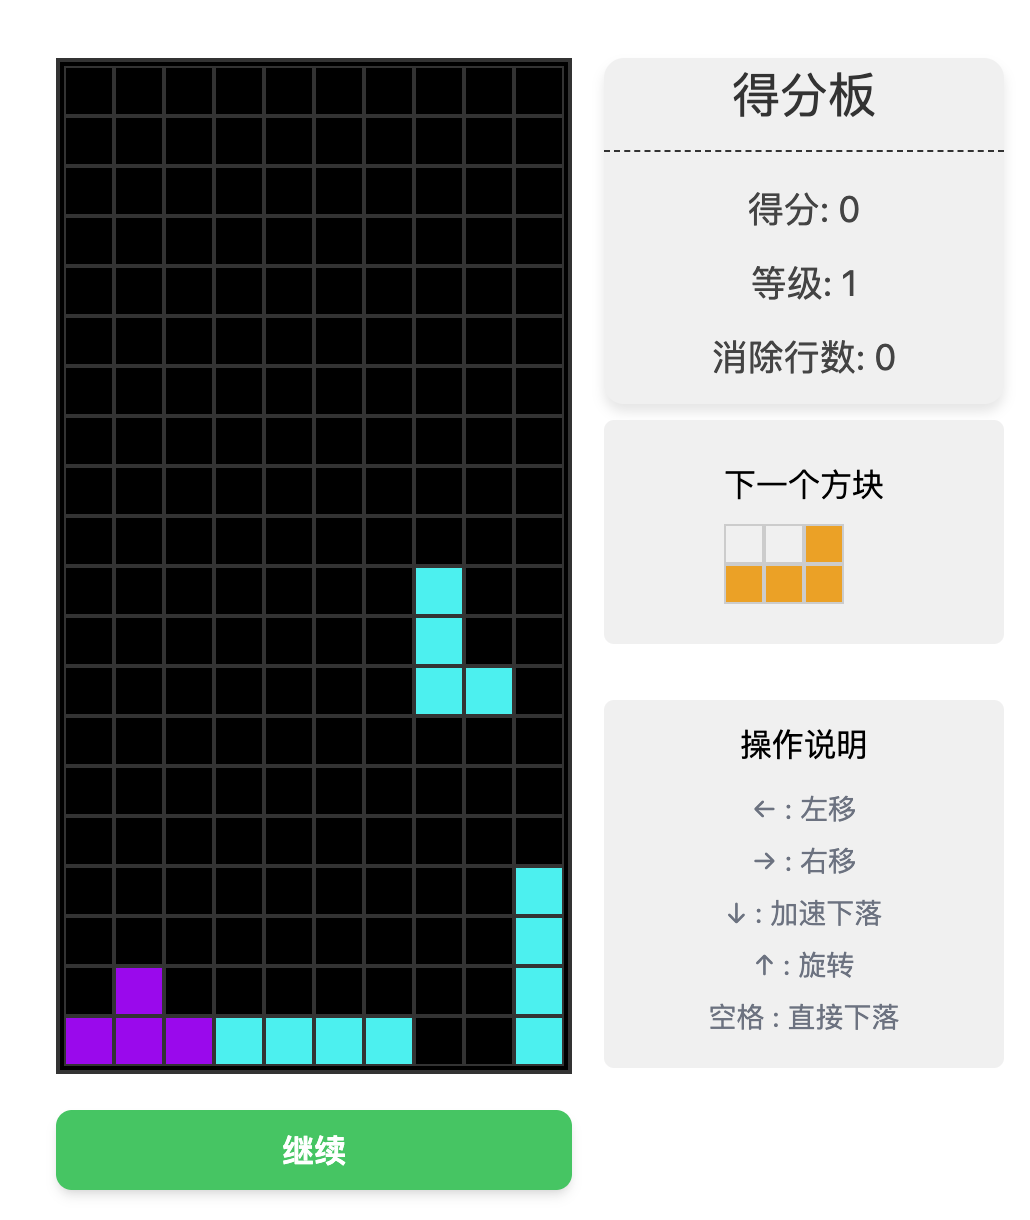 得分板
得分: 0
等级: 1
消除行数: 0
下一个方块
操作说明
← : 左移
→ : 右移
↓ : 加速下落
↑ : 旋转
空格 : 直接下落
继续